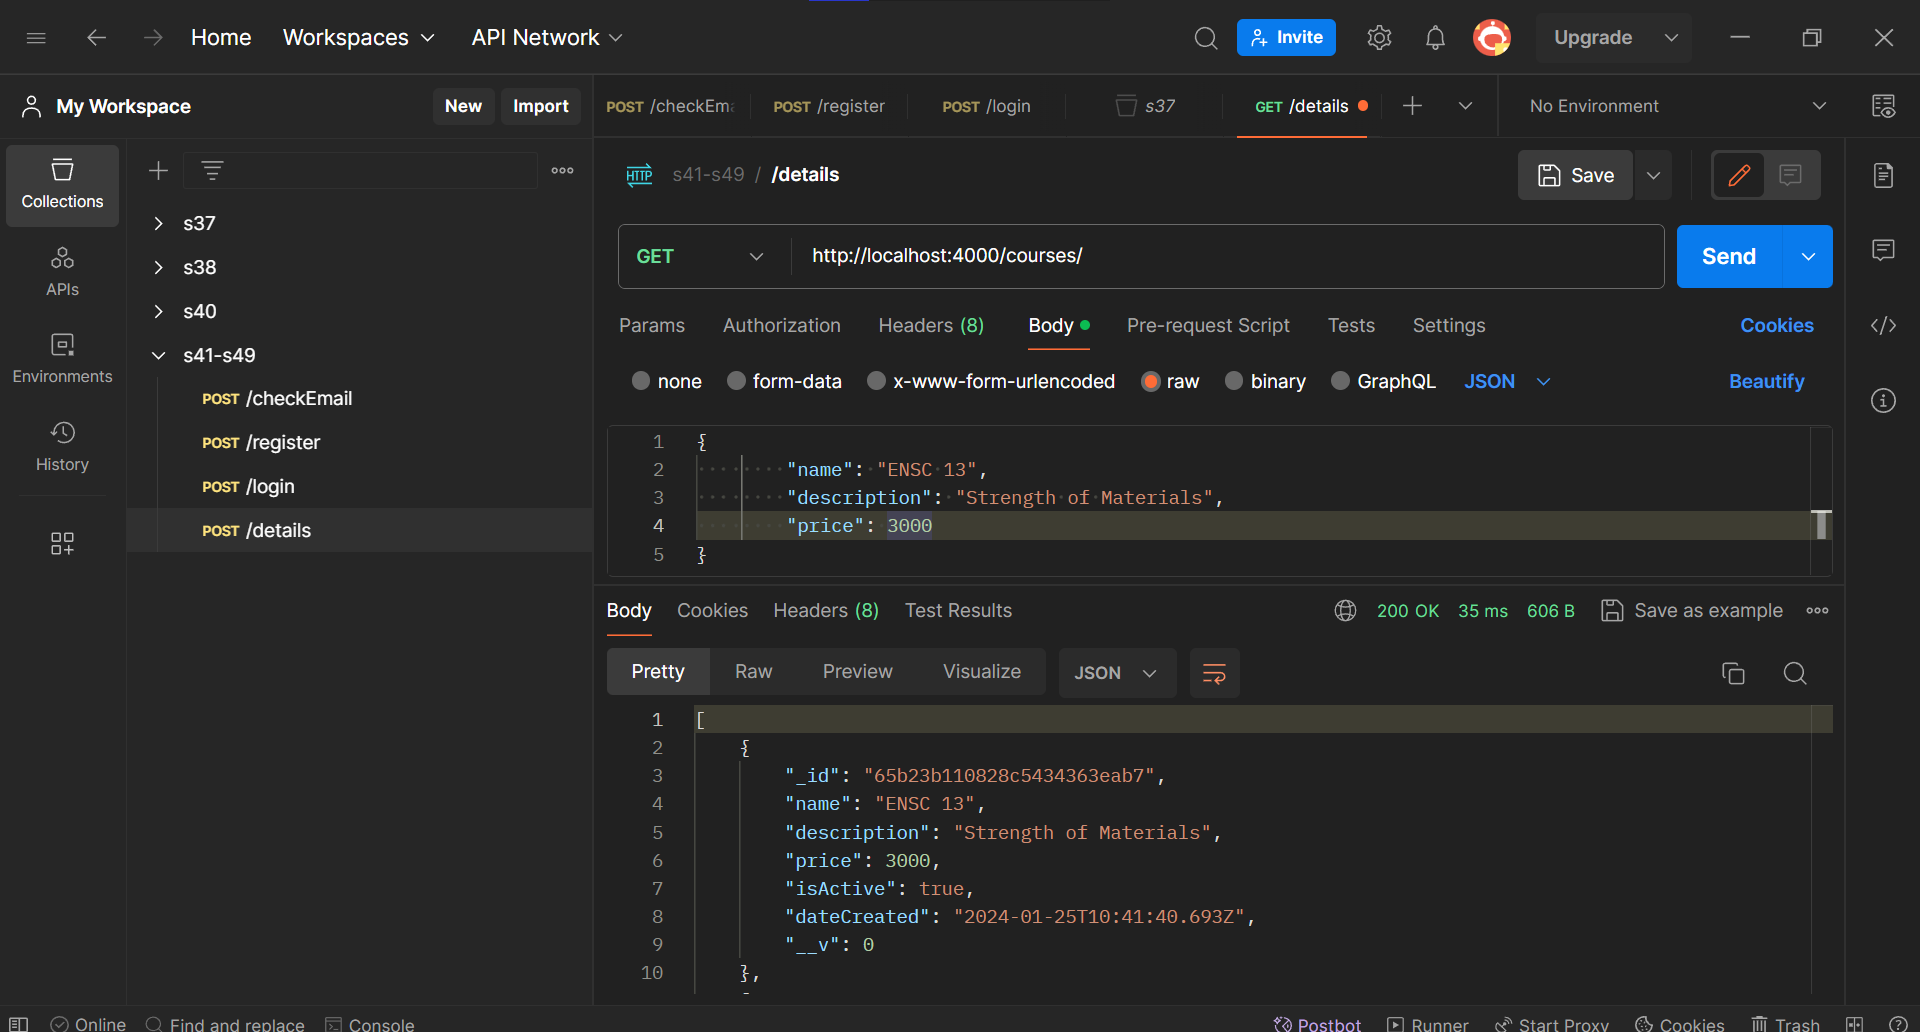 Home Workspaces API Network Invite Upgrade
My Workspace New Import
POST /checkEma POST /register POST /login s37 GET /details No Environment
HTTP s41-s49 / /details Save
Collections
APIs
Environments
History
s37
s38
s40
s41-s49
POST /checkEmail
POST /register
POST /login
POST /details
GET http://localhost:4000/courses/ Send
Params Authorization Headers (8) Body Pre-request Script Tests Settings Cookies
none form-data x-www-form-urlencoded raw binary GraphQL JSON Beautify
1 {
2 "name": "ENSC 13",
3 "description": "Strength of Materials",
4 "price": 3000
5 }
Body Cookies Headers (8) Test Results 200 OK 35 ms 606 B Save as example
Pretty Raw Preview Visualize JSON
1 [
2 {
3 "_id": "65b23b110828c5434363eab7",
4 "name": "ENSC 13",
5 "description": "Strength of Materials",
6 "price": 3000,
7 "isActive": true,
8 "dateCreated": "2024-01-25T10:41:40.693Z",
9 "__v": 0
10 },
Online Find and replace Console Postbot Runner Start Proxy Cookies Trash